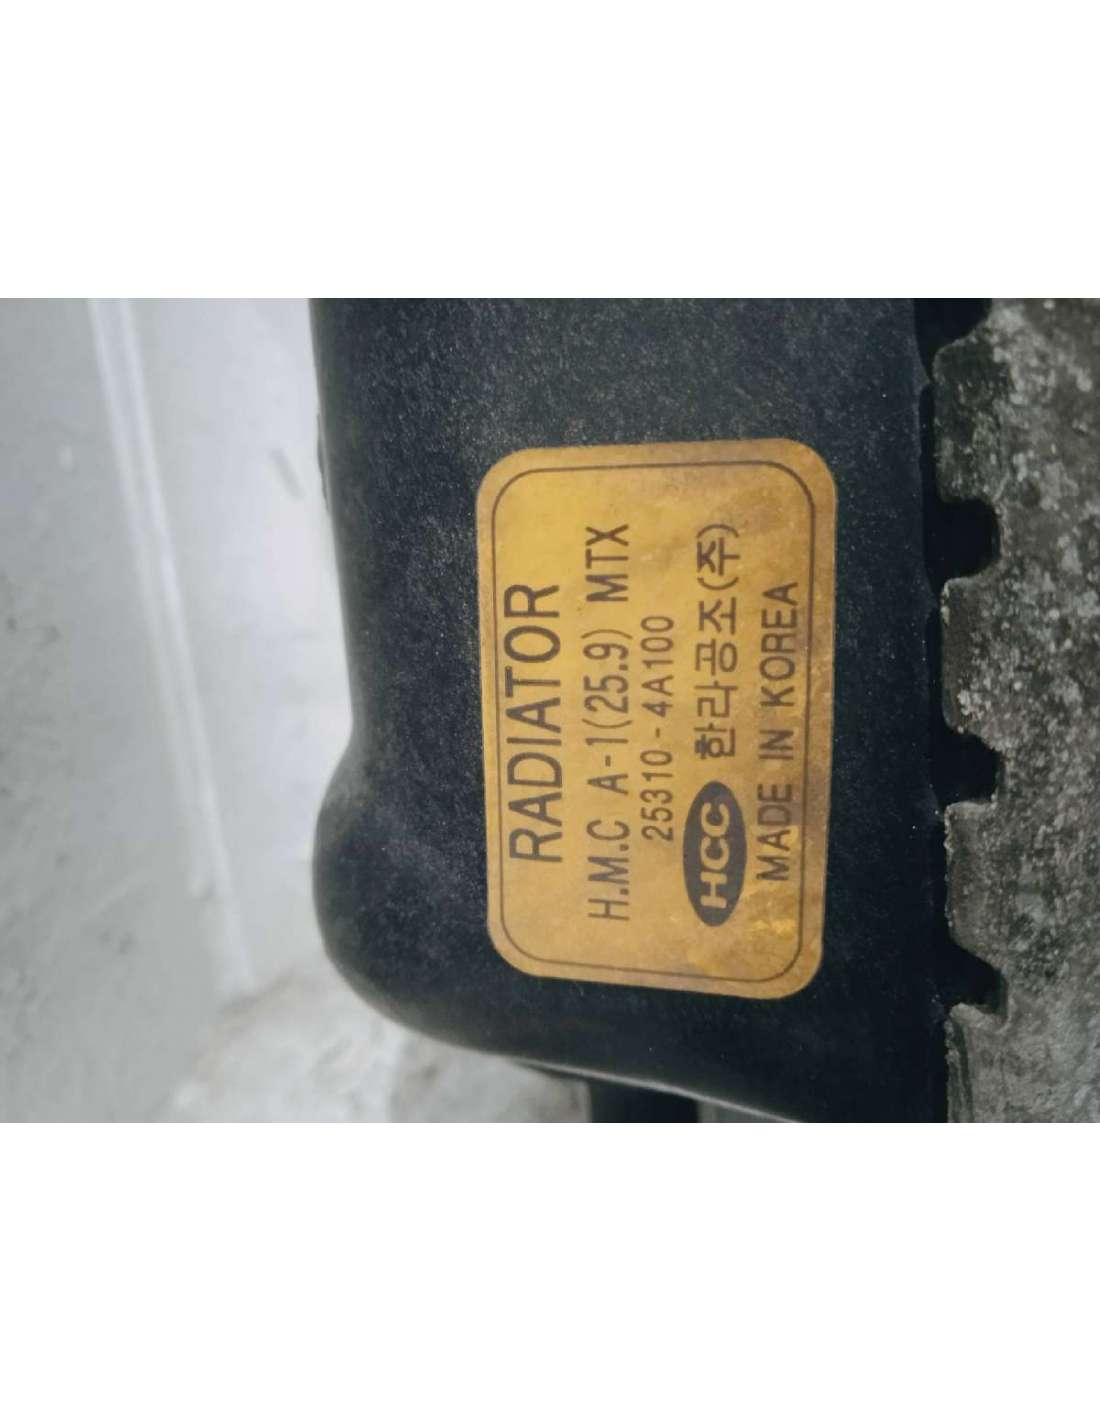 RADIATOR
H.M.C A-1(25.9) MTX
25310-4A100
HCC 한라공조(주)
MADE IN KOREA